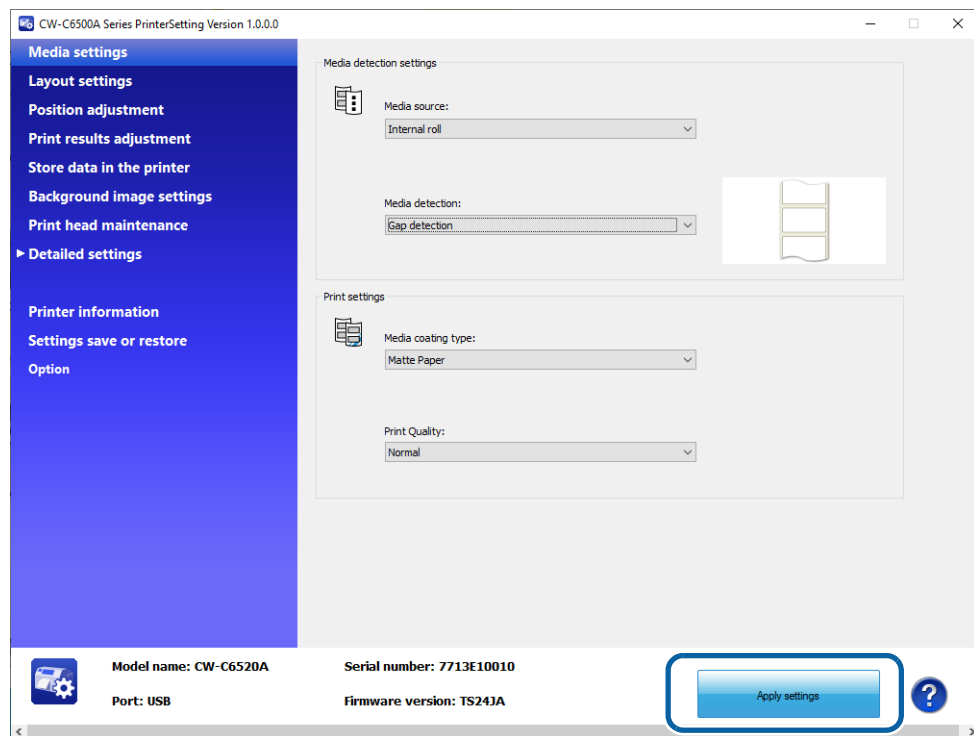 CW-C6500A Series PrinterSetting Version 1.0.0.0
Media settings
Layout settings
Position adjustment
Print results adjustment
Store data in the printer
Background image settings
Print head maintenance
Detailed settings
Printer information
Settings save or restore
Option
Media detection settings
Media source:
Internal roll
Media detection:
Gap detection
Print settings
Media coating type:
Matte Paper
Print Quality:
Normal
Model name: CW-C6520A
Serial number: 7713E10010
Port: USB
Firmware version: TS24JA
Apply settings
?